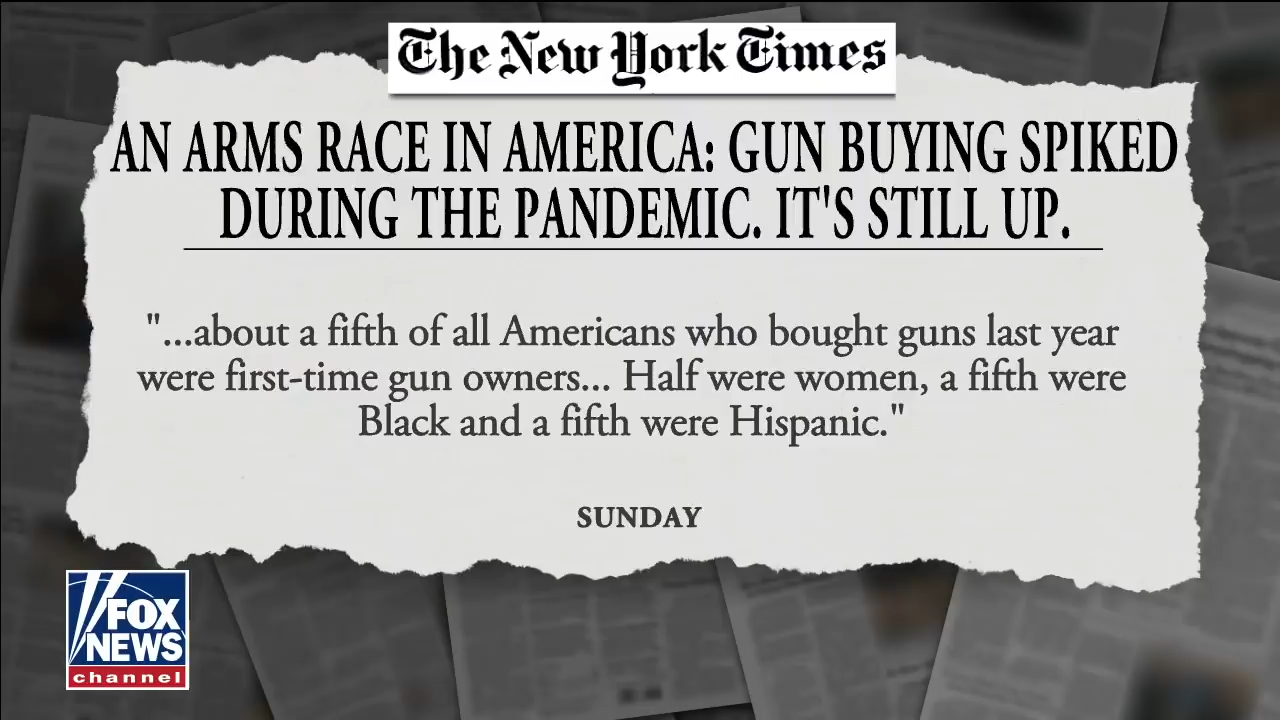 The New York Times
AN ARMS RACE IN AMERICA: GUN BUYING SPIKED
DURING THE PANDEMIC. IT'S STILL UP.
"...about a fifth of all Americans who bought guns last year
were first-time gun owners... Half were women, a fifth were
Black and a fifth were Hispanic."
SUNDAY
FOX
NEWS
channel